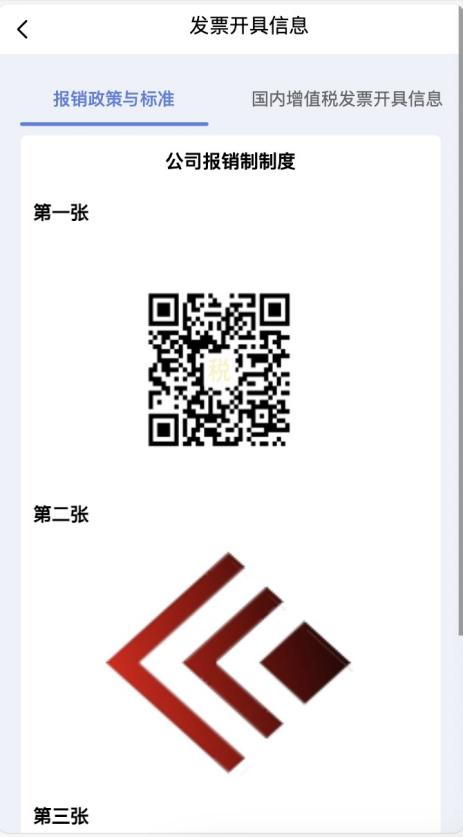 发票开具信息
报销政策与标准
国内增值税发票开具信息
公司报销制制度
第一张
税
第二张
第三张